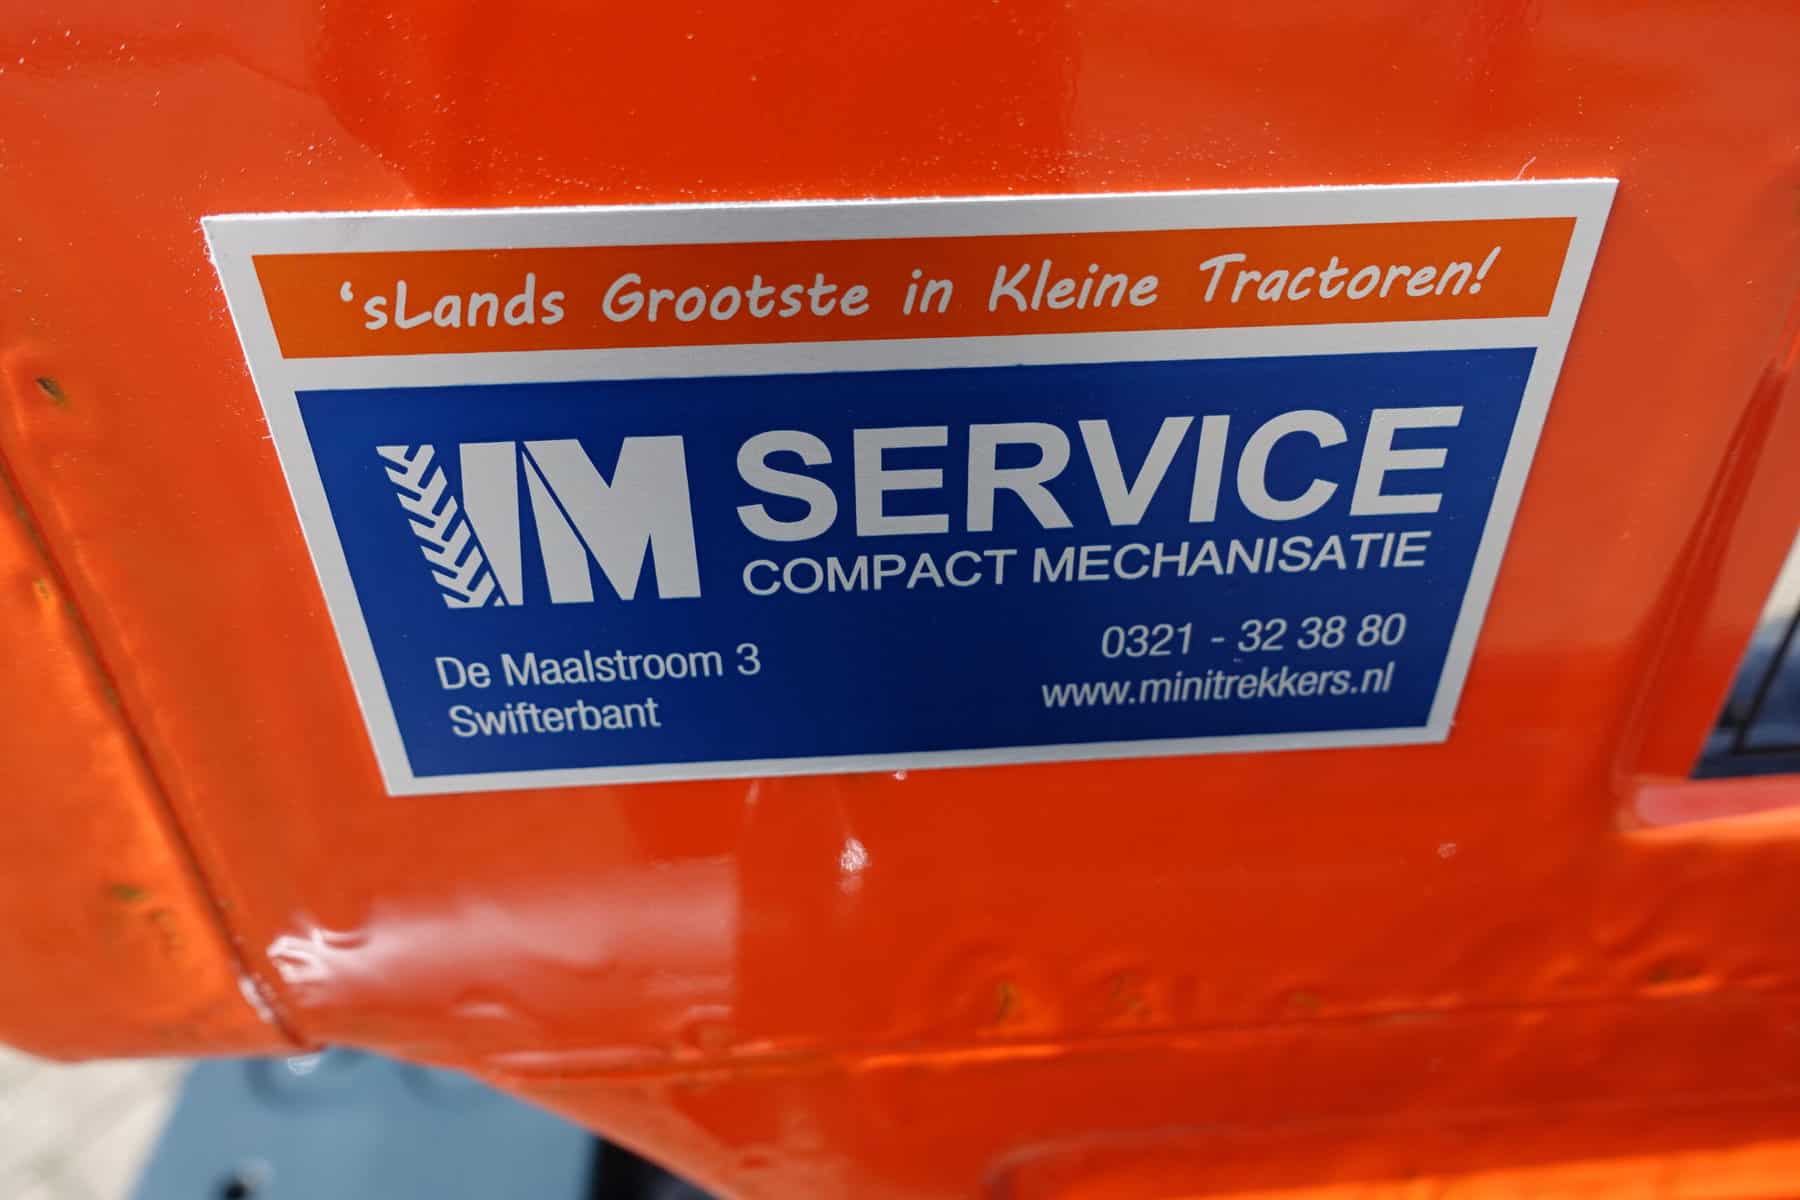 'sLands Grootste in Kleine Tractoren!
IM SERVICE
COMPACT MECHANISATIE
De Maalstroom 3
Swifterbant
0321 - 32 38 80
www.minitrekkers.nl